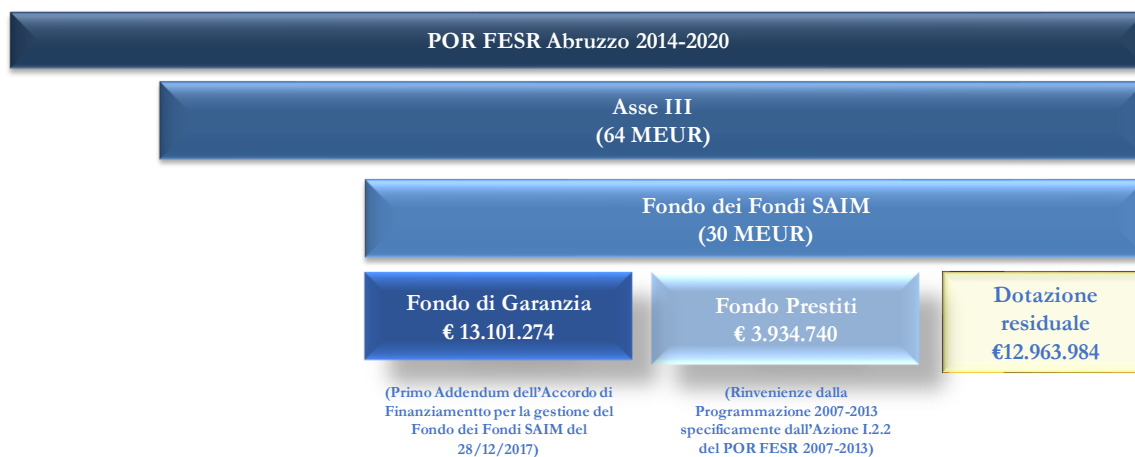 POR FESR Abruzzo 2014-2020
Asse III
(64 MEUR)
Fondo dei Fondi SAIM
(30 MEUR)
Fondo di Garanzia
€ 13.101.274
Fondo Prestiti
€ 3.934.740
Dotazione
residuale
€12.963.984
(Primo Addendum dell'Accordo di
Finanziamentto per la gestione del
Fondo dei Fondi SAIM del
28/12/2017)
(Rinvenienze dalla
Programmazione 2007-2013
specificamente dall'Azione I.2.2
del POR FESR 2007-2013)